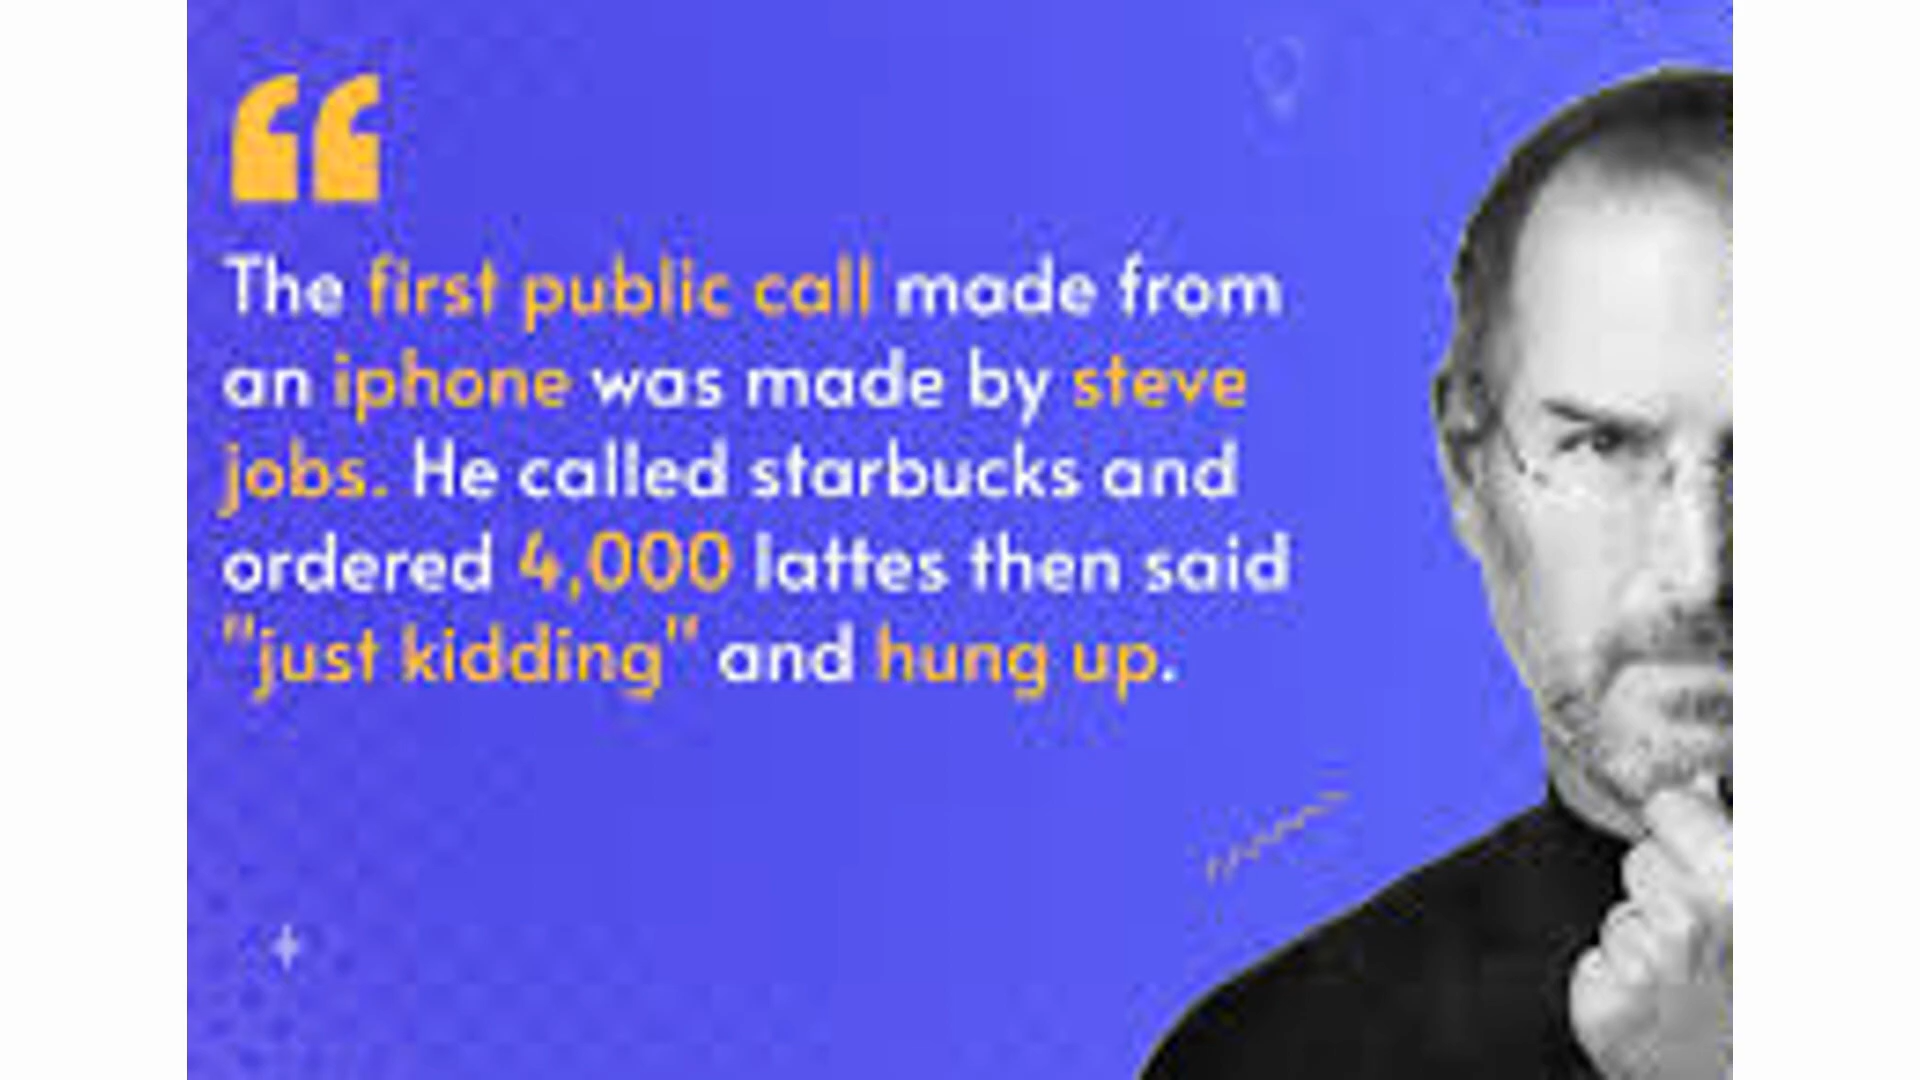 “
The first public call made from
an iphone was made by steve
jobs. He called starbucks and
ordered 4,000 lattes then said
"just kidding" and hung up.